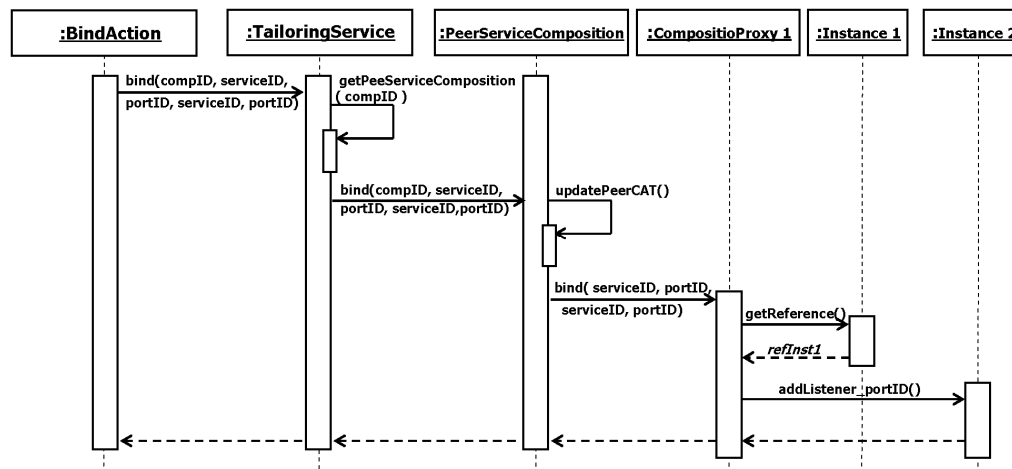 :BindAction
:TailoringService
:PeerServiceComposition
:CompositioProxy 1
:Instance 1
:Instance 2
bind(compID, serviceID,
portID, serviceID, portID)
getPeeServiceComposition
( compID )
bind(compID, serviceID,
portID, serviceID,portID)
updatePeerCAT()
bind( serviceID, portID,
serviceID, portID)
getReference()
refInst1
addListener_portID()